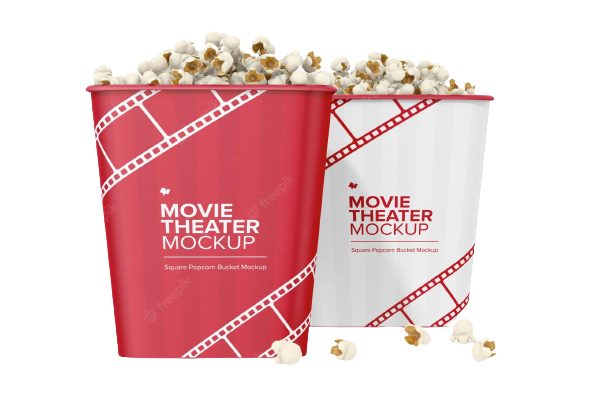 MOVIE
THEATER
MOCKUP
Square Popcorn Bucket Mockup
MOVIE
THEATER
MOCKUP
Square Popcorn Bucket Mockup
freepik
freepik